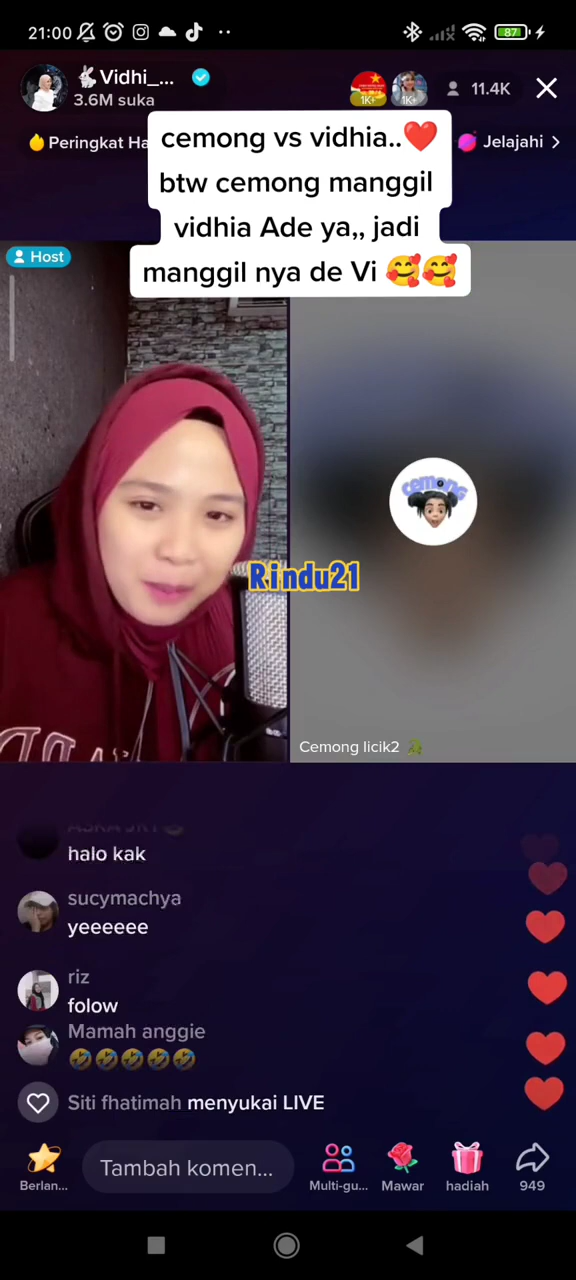 21:00
87
Vidhi_...
3.6M suka
1K+
1K+
11.4K
Peringkat Ha
Jelajahi >
cemong vs vidhia..❤️
btw cemong manggil
vidhia Ade ya,, jadi
manggil nya de Vi 🥰🥰
Host
cemong
Rindu21
Cemong licik2
halo kak
sucymachya
yeeeeee
riz
folow
Mamah anggie
🤣🤣🤣🤣🤣
Siti fhatimah menyukai LIVE
Berlan...
Tambah komen...
Multi-gu...
Mawar
hadiah
949